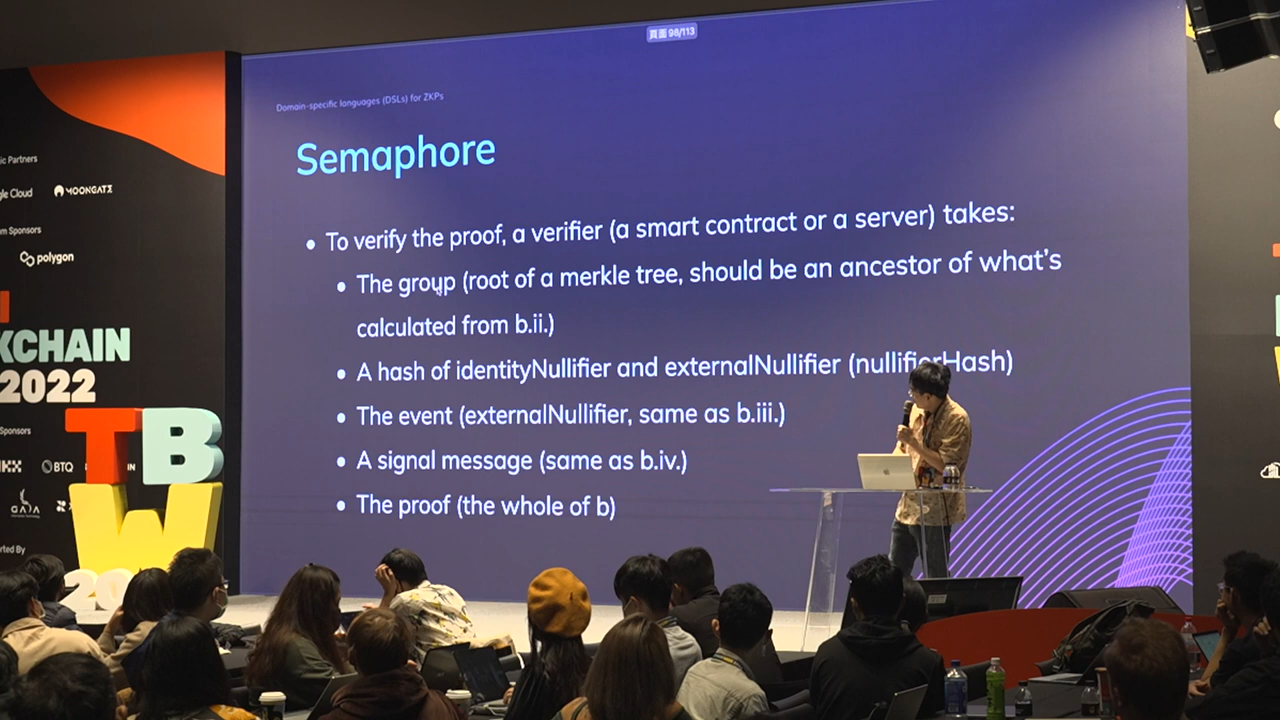 頁面 98/113
Domain-specific languages (DSLs) for ZKPs
Semaphore
• To verify the proof, a verifier (a smart contract or a server) takes:
• The group (root of a merkle tree, should be an ancestor of what's
calculated from b.ii.)
• A hash of identityNullifier and externalNullifier (nullifierHash)
• The event (externalNullifier, same as b.iii.)
• A signal message (same as b.iv.)
• The proof (the whole of b)
Partners
Cloud
MOONGATE
Sponsors
polygon
KCHAIN
2022
Sponsors
BTQ
GAIA
By
TB
W
20